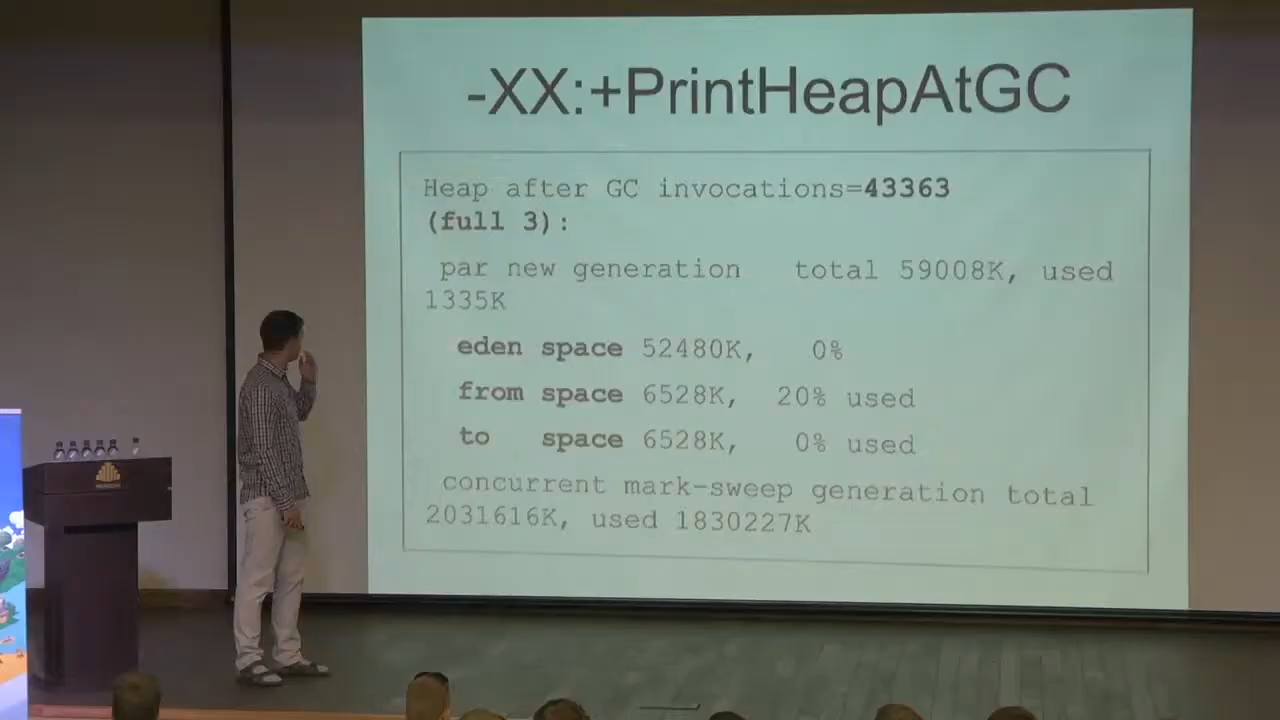 -XX:+PrintHeapAtGC
Heap after GC invocations=43363
(full 3):
par new generation total 59008K, used
1335K
eden space 52480K, 0%
from space 6528K, 20% used
to space 6528K, 0% used
concurrent mark-sweep generation total
2031616K, used 1830227K